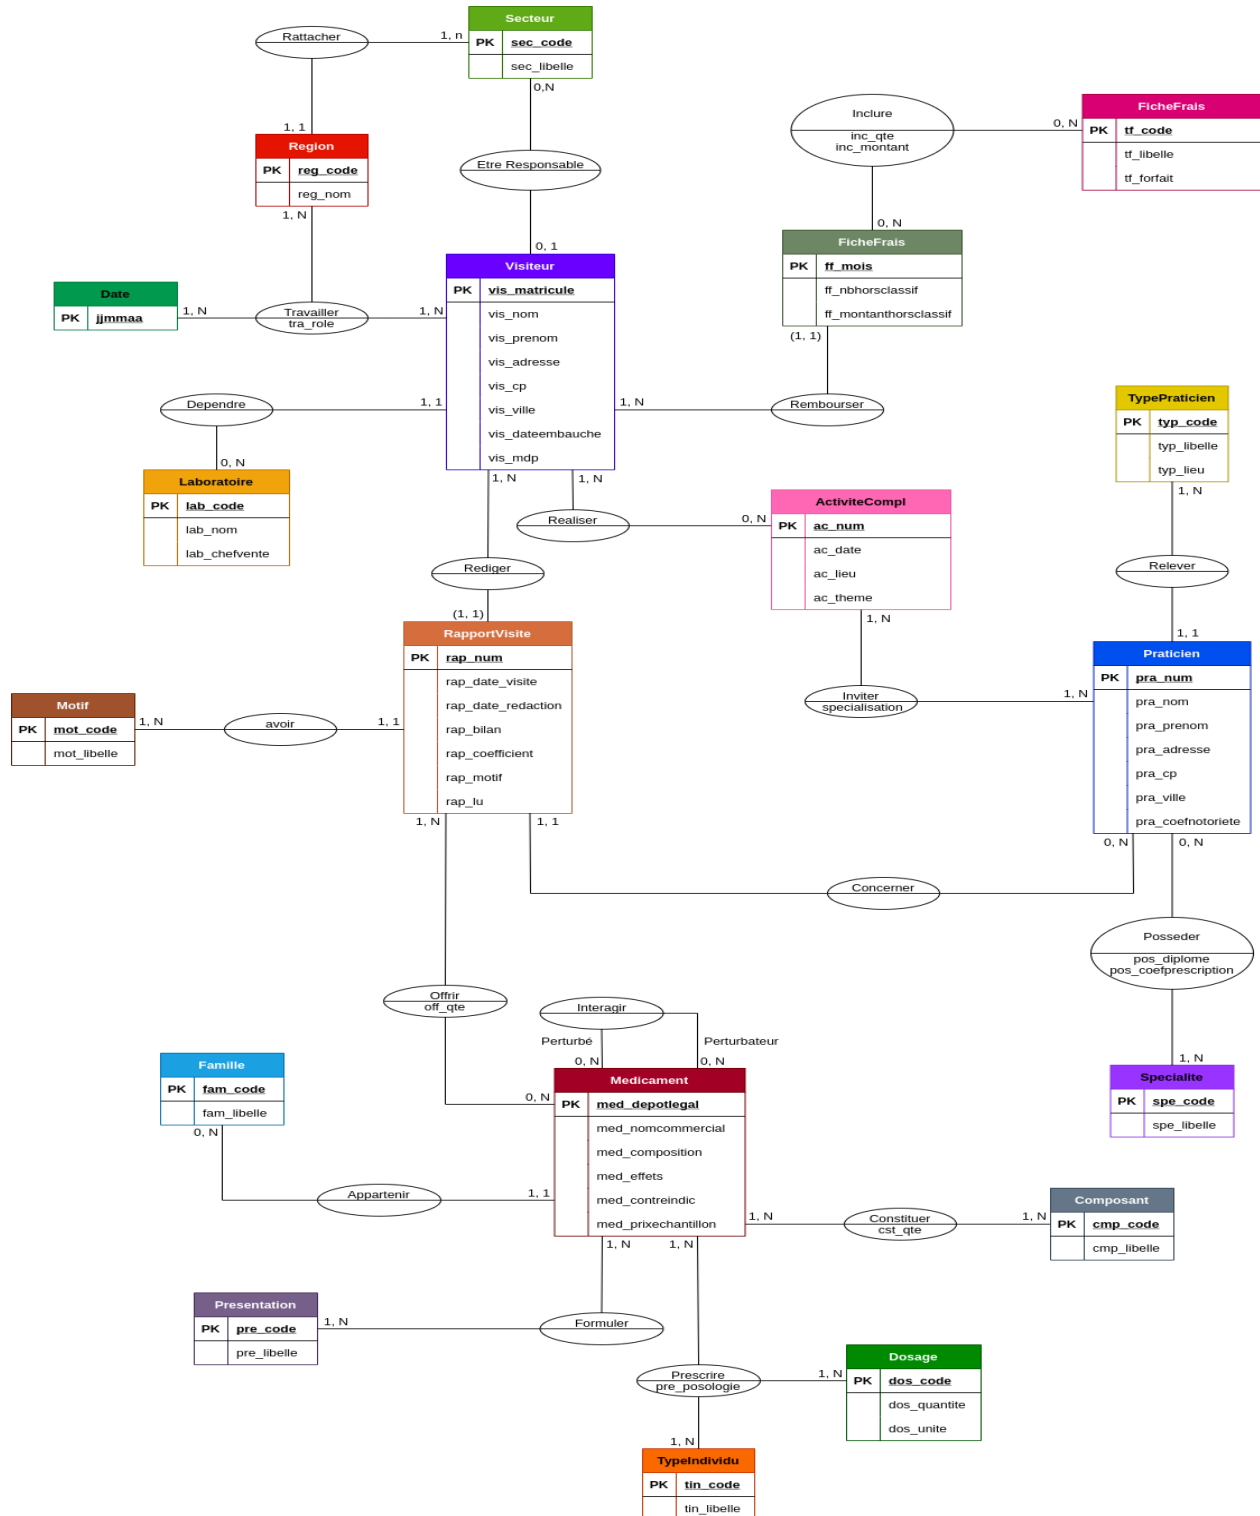 Secteur
PK sec_code
sec_libelle
Rattacher
1, n
0,N
1, 1
Region
PK reg_code
reg_nom
1, N
Etre Responsable
0, 1
Inclure
inc_qte
inc_montant
0, N
FicheFrais
PK tf_code
tf_libelle
tf_forfait
0, N
FicheFrais
PK ff_mois
ff_nbhorsclassif
ff_montanthorsclassif
(1, 1)
Date
PK jjmmaa
1, N
Travailler
tra_role
1, N
Visiteur
PK vis_matricule
vis_nom
vis_prenom
vis_adresse
vis_cp
vis_ville
vis_dateembauche
vis_mdp
Dependre
1, 1
0, N
1, N
Rembourser
Laboratoire
PK lab_code
lab_nom
lab_chefvente
1, N
1, N
Realiser
0, N
ActiviteCompl
PK ac_num
ac_date
ac_lieu
ac_theme
1, N
TypePraticien
PK typ_code
typ_libelle
typ_lieu
1, N
Relever
1, 1
Rediger
(1, 1)
RapportVisite
PK rap_num
rap_date_visite
rap_date_redaction
rap_bilan
rap_coefficient
rap_motif
rap_lu
Motif
PK mot_code
mot_libelle
1, N
avoir
1, 1
Inviter
specialisation
1, N
Praticien
PK pra_num
pra_nom
pra_prenom
pra_adresse
pra_cp
pra_ville
pra_coefnotoriete
1, N
1, 1
0, N
0, N
Concerner
Posseder
pos_diplome
pos_coefprescription
1, N
Specialite
PK spe_code
spe_libelle
Offrir
off_qte
Interagir
Perturbé
Perturbateur
0, N
0, N
0, N
Famille
PK fam_code
fam_libelle
0, N
Appartenir
1, 1
Medicament
PK med_depotlegal
med_nomcommercial
med_composition
med_effets
med_contreindic
med_prixechantillon
1, N
Constituer
cst_qte
1, N
Composant
PK cmp_code
cmp_libelle
1, N
1, N
Presentation
PK pre_code
pre_libelle
1, N
Formuler
Prescrire
pre_posologie
1, N
Dosage
PK dos_code
dos_quantite
dos_unite
1, N
TypeIndividu
PK tin_code
tin_libelle